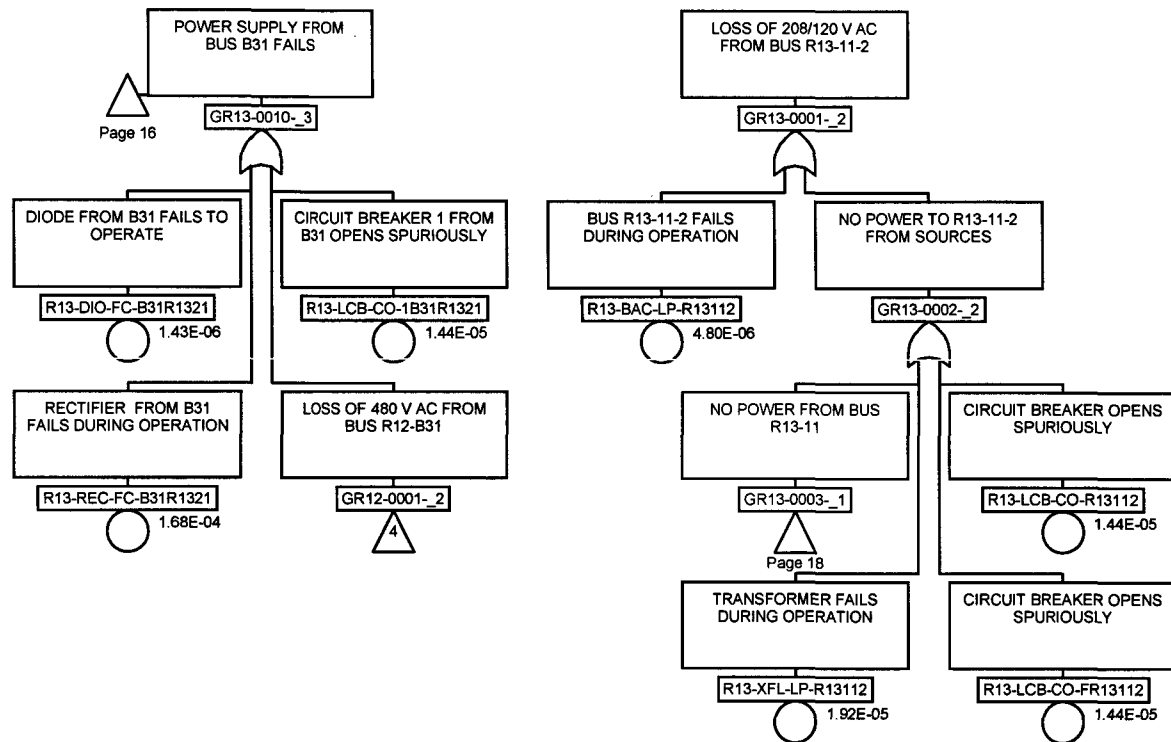 POWER SUPPLY FROM
BUS B31 FAILS
Page 16
GR13-0010-_3
DIODE FROM B31 FAILS TO
OPERATE
R13-DIO-FC-B31R1321
1.43E-06
CIRCUIT BREAKER 1 FROM
B31 OPENS SPURIOUSLY
R13-LCB-CO-1B31R1321
1.44E-05
RECTIFIER FROM B31
FAILS DURING OPERATION
R13-REC-FC-B31R1321
1.68E-04
LOSS OF 480 V AC FROM
BUS R12-B31
GR12-0001-_2
4
LOSS OF 208/120 V AC
FROM BUS R13-11-2
GR13-0001-_2
BUS R13-11-2 FAILS
DURING OPERATION
R13-BAC-LP-R13112
4.80E-06
NO POWER TO R13-11-2
FROM SOURCES
GR13-0002-_2
NO POWER FROM BUS
R13-11
GR13-0003-_1
Page 18
CIRCUIT BREAKER OPENS
SPURIOUSLY
R13-LCB-CO-R13112
1.44E-05
TRANSFORMER FAILS
DURING OPERATION
R13-XFL-LP-R13112
1.92E-05
CIRCUIT BREAKER OPENS
SPURIOUSLY
R13-LCB-CO-FR13112
1.44E-05